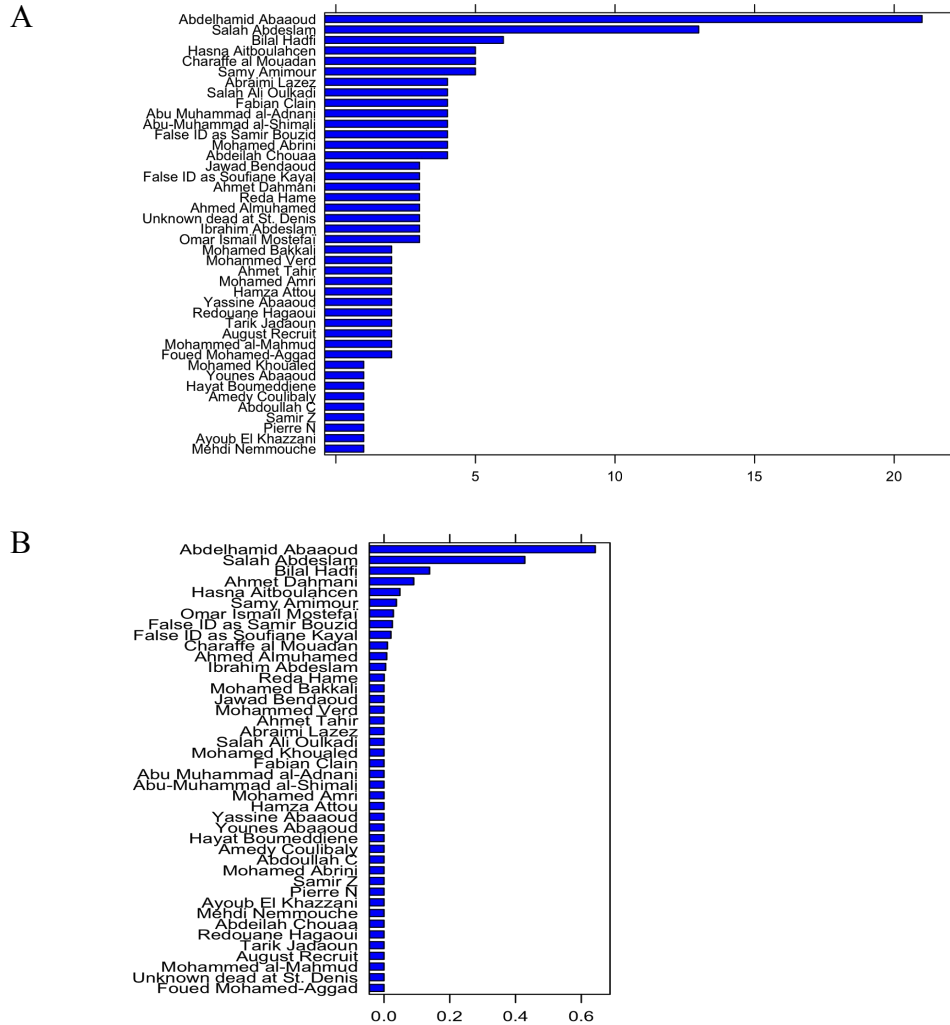 A
Abdelhamid Abaaoud
Salah Abdeslam
Bilal Hadfi
Hasna Aitboulahcen
Charaffe al Mouadan
Samy Amimour
Abraimi Lazez
Salah Ali Oulkadi
Fabian Clain
Abu Muhammad al-Adnani
Abu-Muhammad al-Shimali
False ID as Samir Bouzid
Mohamed Abrini
Abdeilah Chouaa
Jawad Bendaoud
False ID as Soufiane Kayal
Ahmet Dahmani
Reda Hame
Ahmed Almuhamed
Unknown dead at St. Denis
Ibrahim Abdeslam
Omar Ismaïl Mostefaï
Mohamed Bakkali
Mohammed Verd
Ahmet Tahir
Mohamed Amri
Hamza Attou
Yassine Abaaoud
Redouane Hagaoui
Tarik Jadaoun
August Recruit
Mohammed al-Mahmud
Foued Mohamed-Aggad
Mohamed Khoualed
Younes Abaaoud
Hayat Boumeddiene
Amedy Coulibaly
Abdoullah C
Samir Z
Pierre N
Ayoub El Khazzani
Mehdi Nemmouche
5 10 15 20
B
Abdelhamid Abaaoud
Salah Abdeslam
Bilal Hadfi
Ahmet Dahmani
Hasna Aitboulahcen
Samy Amimour
Omar Ismaïl Mostefaï
False ID as Samir Bouzid
False ID as Soufiane Kayal
Charaffe al Mouadan
Ahmed Almuhamed
Ibrahim Abdeslam
Reda Hame
Mohamed Bakkali
Jawad Bendaoud
Mohammed Verd
Ahmet Tahir
Abraimi Lazez
Salah Ali Oulkadi
Mohamed Khoualed
Fabian Clain
Abu Muhammad al-Adnani
Abu-Muhammad al-Shimali
Mohamed Amri
Hamza Attou
Yassine Abaaoud
Younes Abaaoud
Hayat Boumeddiene
Amedy Coulibaly
Abdoullah C
Mohamed Abrini
Samir Z
Pierre N
Ayoub El Khazzani
Mehdi Nemmouche
Abdeilah Chouaa
Redouane Hagaoui
Tarik Jadaoun
August Recruit
Mohammed al-Mahmud
Unknown dead at St. Denis
Foued Mohamed-Aggad
0.0 0.2 0.4 0.6